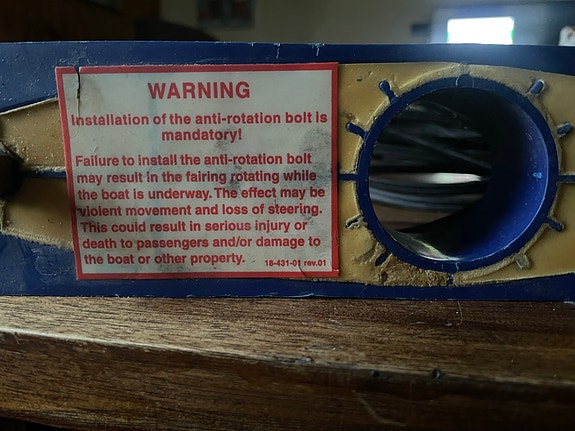 WARNING
Installation of the anti-rotation bolt is
mandatory!
Failure to install the anti-rotation bolt
may result in the fairing rotating while
the boat is underway. The effect may be
violent movement and loss of steering.
This could result in serious injury or
death to passengers and/or damage to
the boat or other property. 18-431-01 rev.01